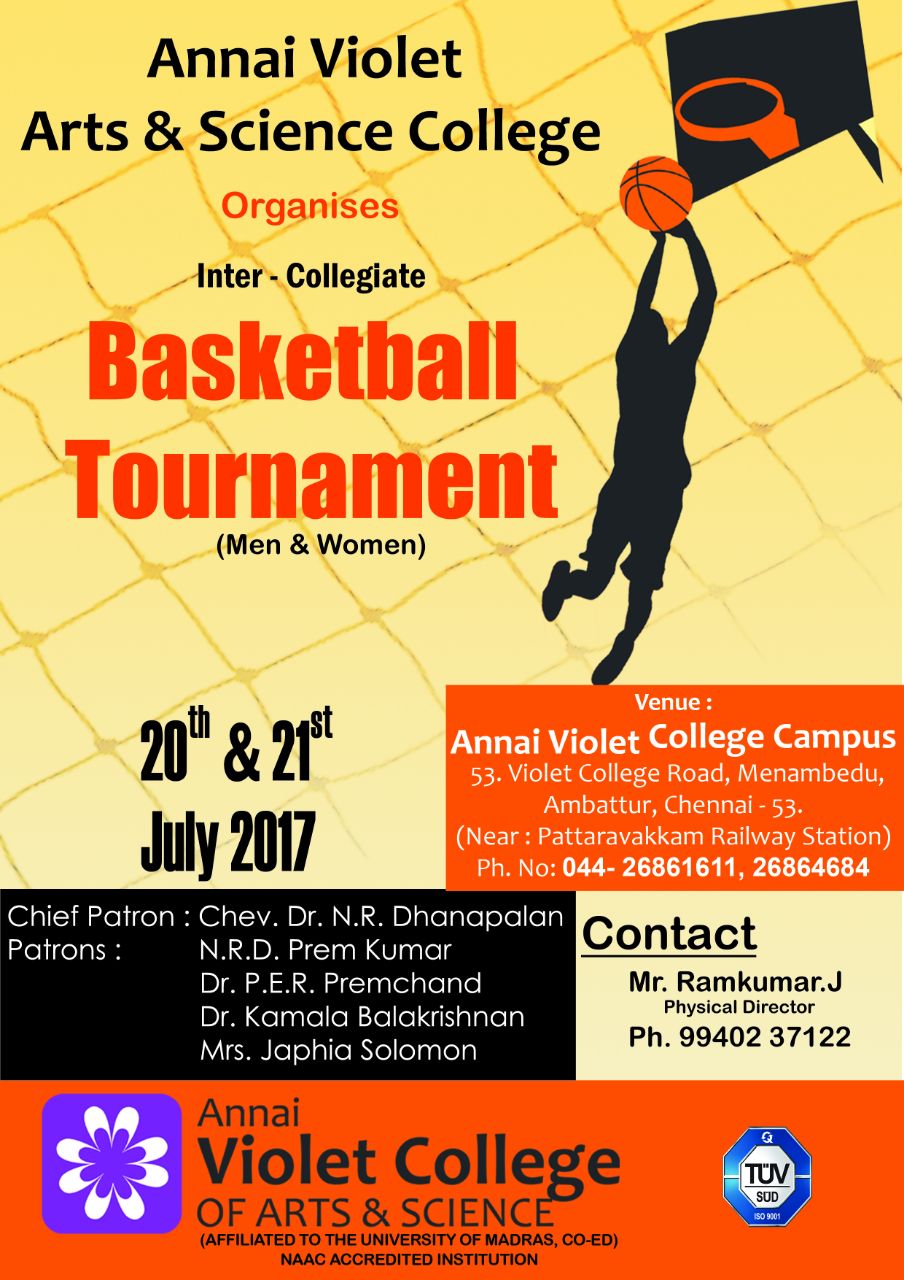 Annai Violet
Arts & Science College
Organises
Inter - Collegiate
Basketball
Tournament
(Men & Women)
20th & 21st
July 2017
Venue :
Annai Violet College Campus
53. Violet College Road, Menambedu,
Ambattur, Chennai - 53.
(Near : Pattaravakkam Railway Station)
Ph. No: 044- 26861611, 26864684
Chief Patron : Chev. Dr. N.R. Dhanapalan
Patrons : N.R.D. Prem Kumar
Dr. P.E.R. Premchand
Dr. Kamala Balakrishnan
Mrs. Japhia Solomon
Contact
Mr. Ramkumar.J
Physical Director
Ph. 99402 37122
Annai
Violet College
OF ARTS & SCIENCE
(AFFILIATED TO THE UNIVERSITY OF MADRAS, CO-ED)
NAAC ACCREDITED INSTITUTION
Q
TÜV
SÜD
ISO 9001